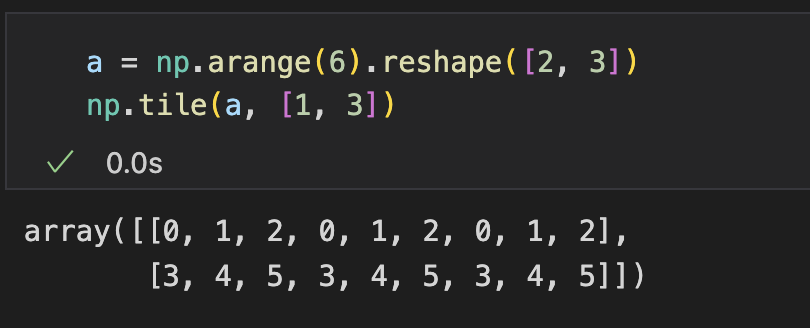 a = np.arange(6).reshape([2, 3])
np.tile(a, [1, 3])
0.0s
array([[0, 1, 2, 0, 1, 2, 0, 1, 2],
[3, 4, 5, 3, 4, 5, 3, 4, 5]])